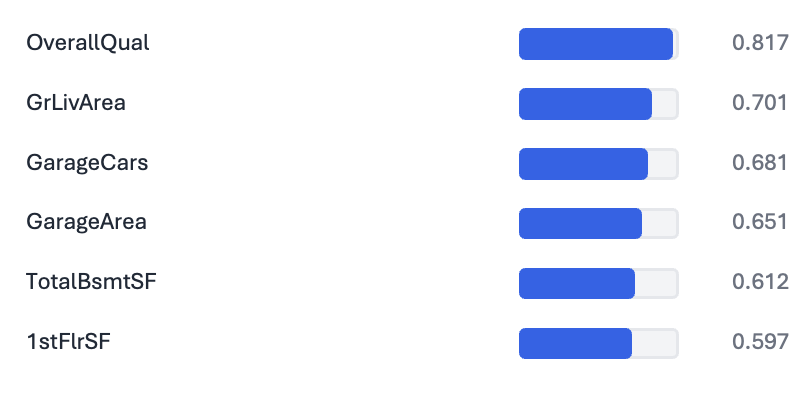 OverallQual 0.817
GrLivArea 0.701
GarageCars 0.681
GarageArea 0.651
TotalBsmtSF 0.612
1stFlrSF 0.597